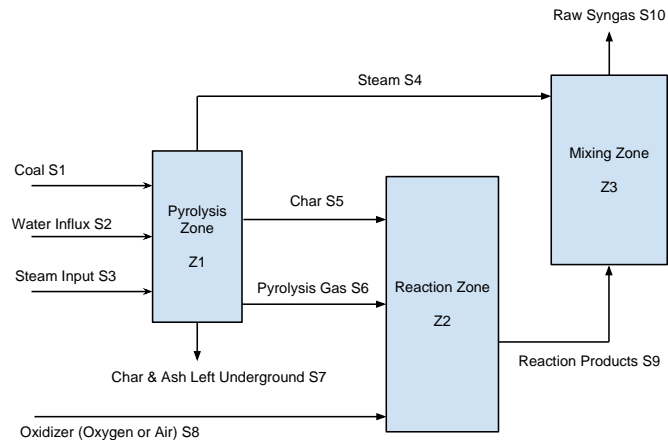 Raw Syngas S10
Steam S4
Mixing Zone
Z3
Coal S1
Water Influx S2
Steam Input S3
Pyrolysis
Zone
Z1
Char S5
Pyrolysis Gas S6
Reaction Zone
Z2
Reaction Products S9
Char & Ash Left Underground S7
Oxidizer (Oxygen or Air) S8